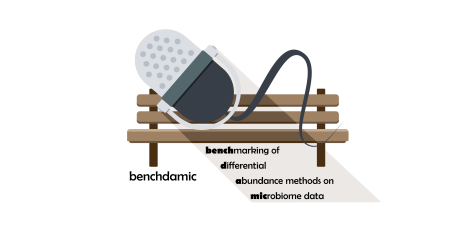 benchmarking of
differential
benchdamic
abundance methods on
microbiome data